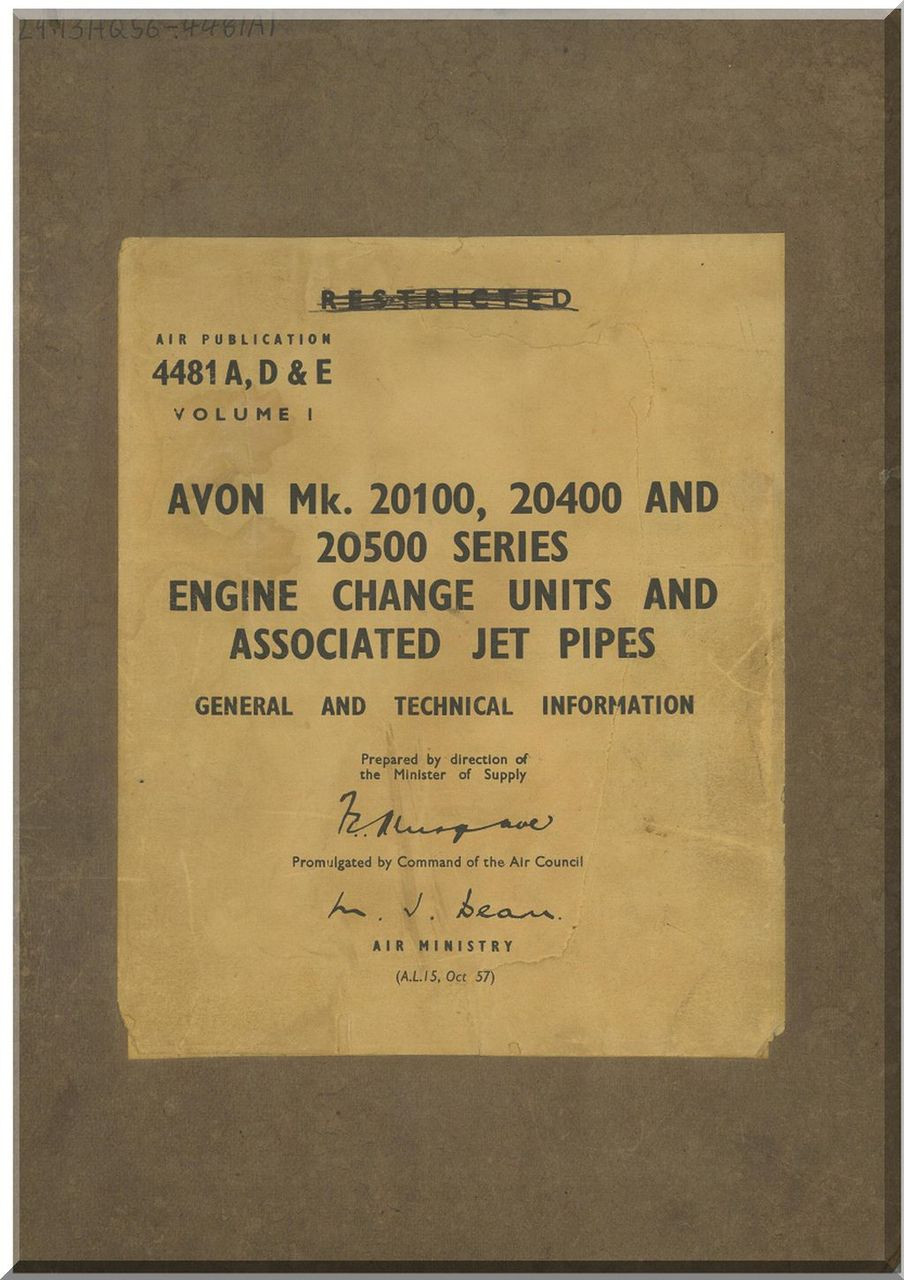 RESTRICTED
AIR PUBLICATION
4481 A, D & E
VOLUME I
AVON Mk. 20100, 20400 AND
20500 SERIES
ENGINE CHANGE UNITS AND
ASSOCIATED JET PIPES
GENERAL AND TECHNICAL INFORMATION
Prepared by direction of
the Minister of Supply
Promulgated by Command of the Air Council
M. J. Dean.
AIR MINISTRY
(A.L.15, Oct 57)